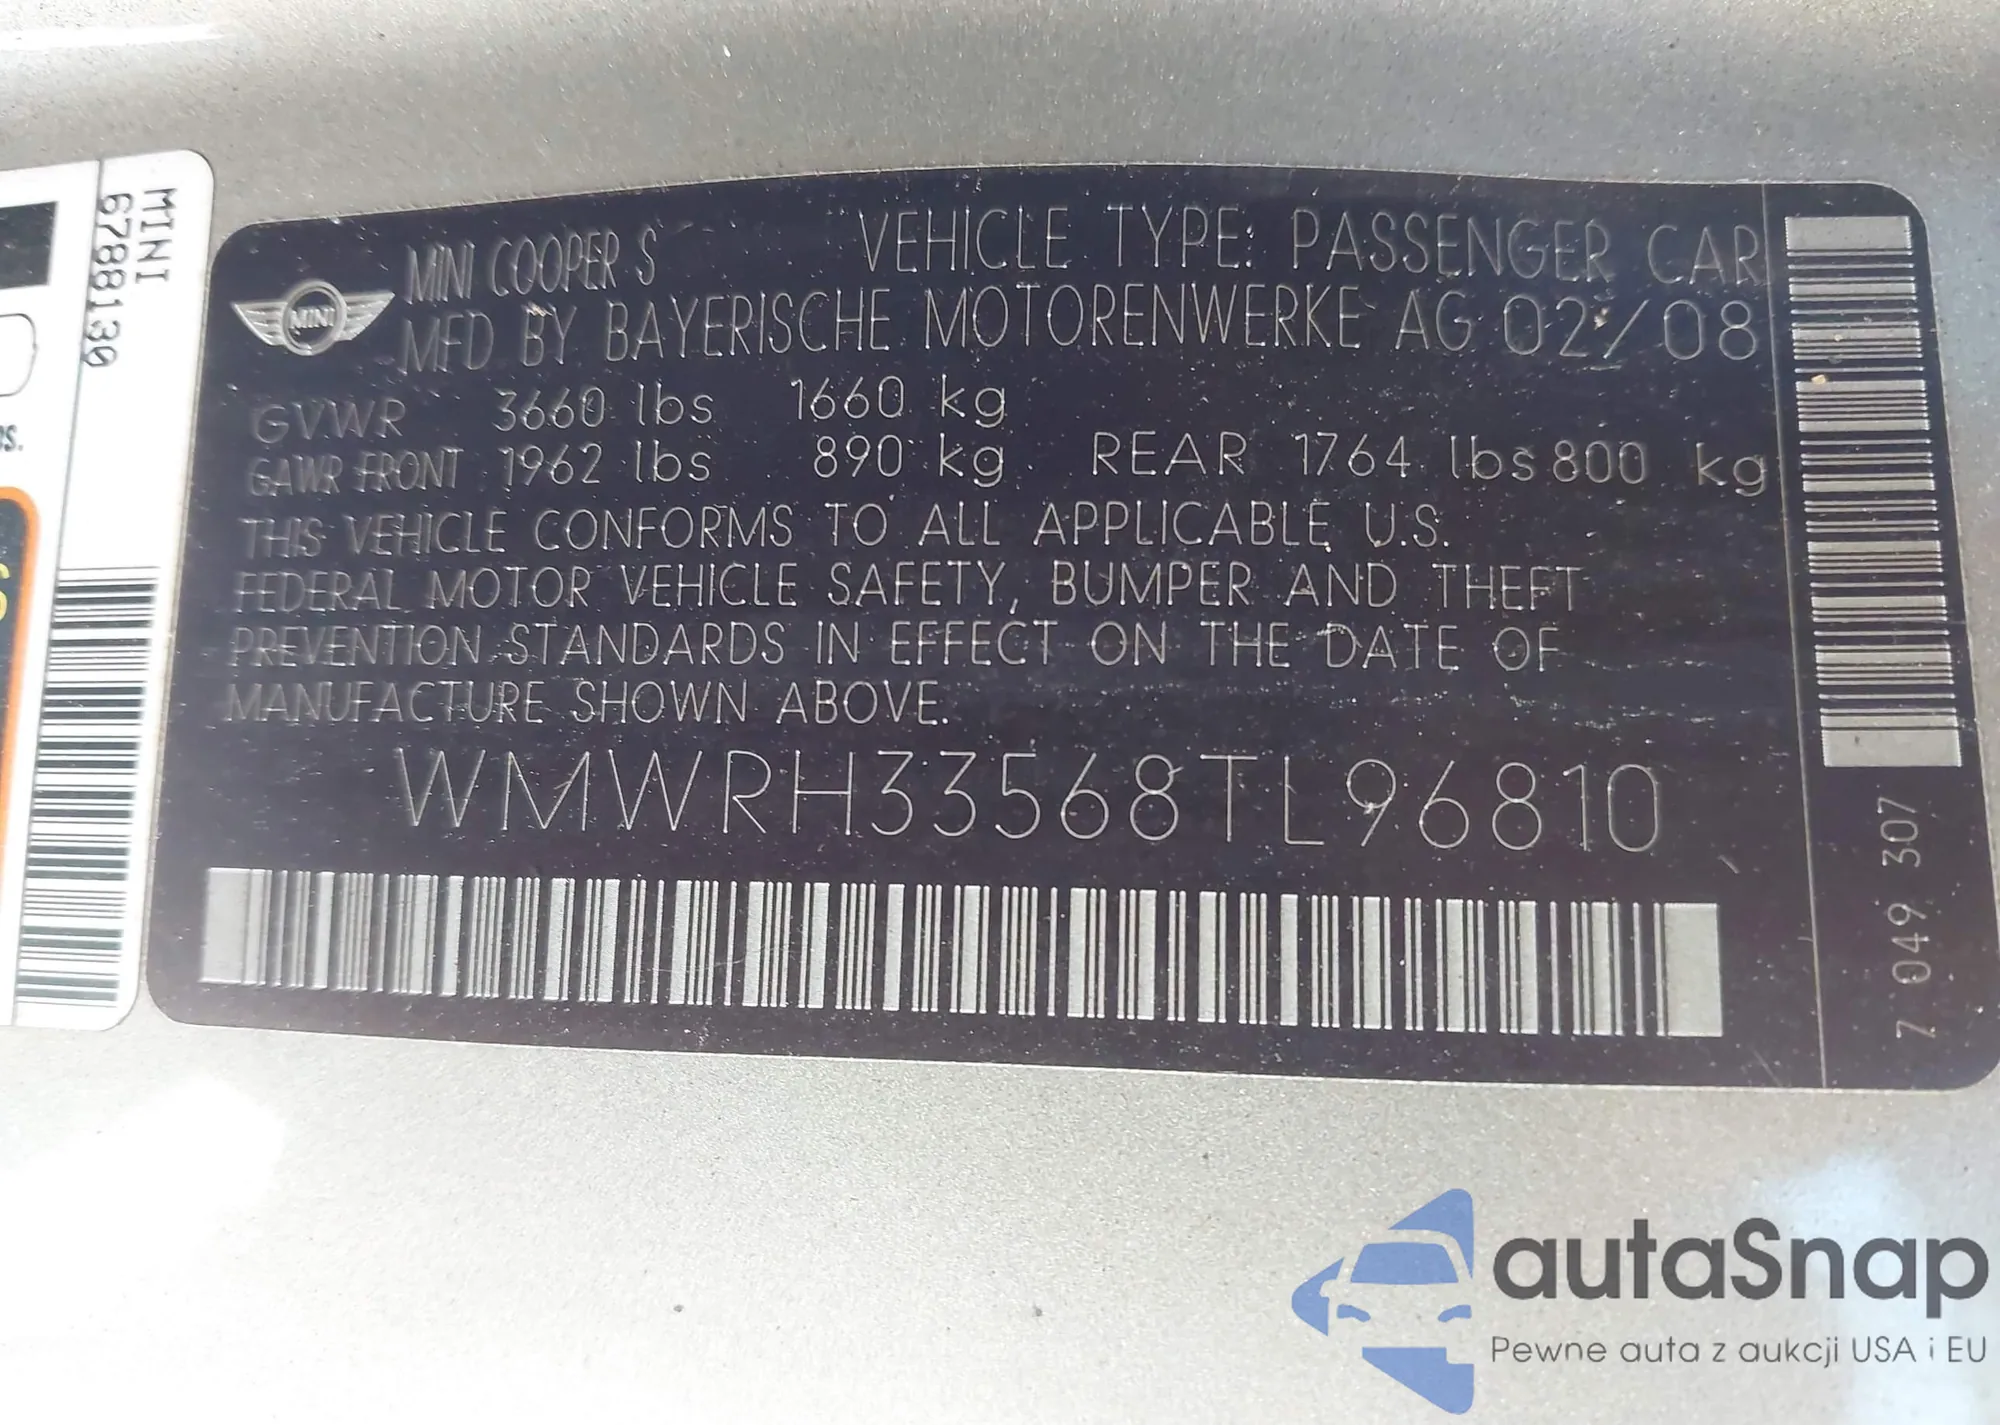 MINI
6788130
bs.
MINI
MINI COOPER S VEHICLE TYPE: PASSENGER CAR
MFD BY BAYERISCHE MOTORENWERKE AG 02/08
GVWR 3660 lbs 1660 kg
GAWR FRONT 1962 lbs 890 kg REAR 1764 lbs 800 kg
THIS VEHICLE CONFORMS TO ALL APPLICABLE U.S.
FEDERAL MOTOR VEHICLE SAFETY, BUMPER AND THEFT
PREVENTION STANDARDS IN EFFECT ON THE DATE OF
MANUFACTURE SHOWN ABOVE.
WMWRH33568TL96810
7 049 307
autaSnap
Pewne auta z aukcji USA i EU